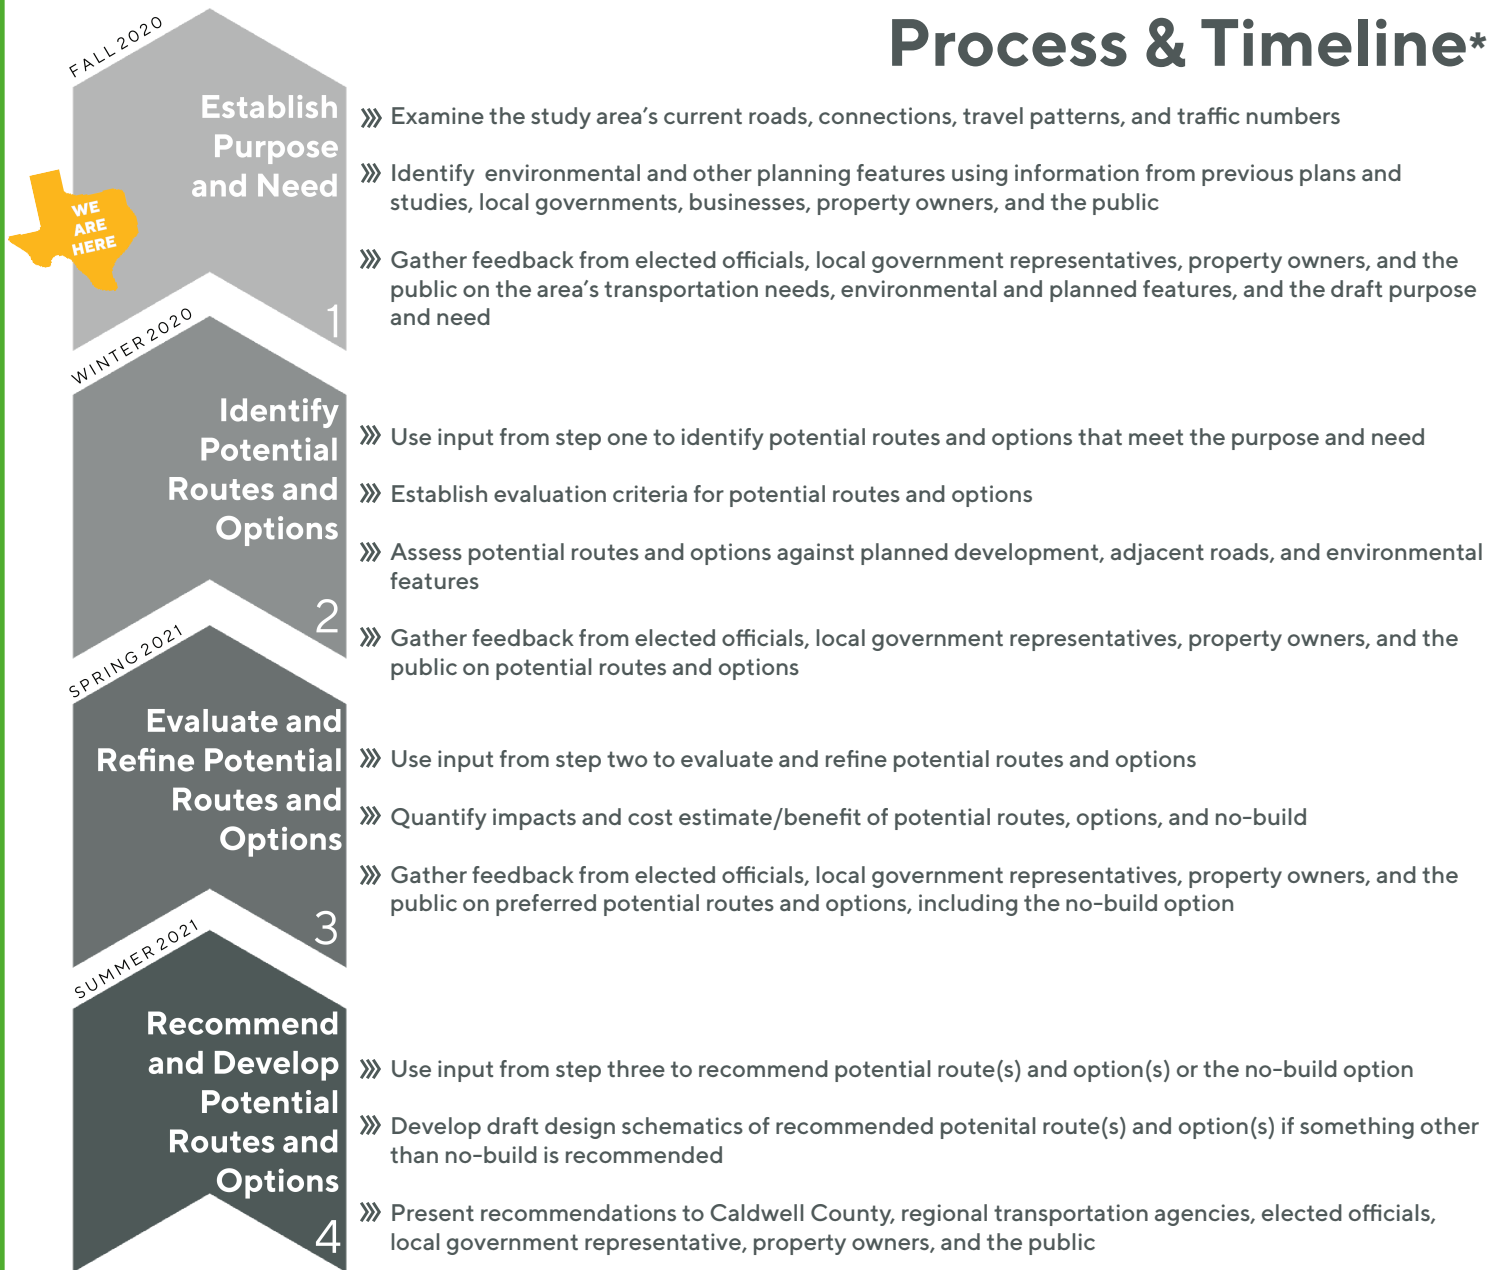 Process & Timeline*
FALL 2020
Establish
Purpose
and Need
WE
ARE
HERE
1
Examine the study area's current roads, connections, travel patterns, and traffic numbers
Identify environmental and other planning features using information from previous plans and
studies, local governments, businesses, property owners, and the public
Gather feedback from elected officials, local government representatives, property owners, and the
public on the area's transportation needs, environmental and planned features, and the draft purpose
and need
WINTER 2020
Identify
Potential
Routes and
Options
2
Use input from step one to identify potential routes and options that meet the purpose and need
Establish evaluation criteria for potential routes and options
Assess potential routes and options against planned development, adjacent roads, and environmental
features
Gather feedback from elected officials, local government representatives, property owners, and the
public on potential routes and options
SPRING 2021
Evaluate and
Refine Potential
Routes and
Options
3
Use input from step two to evaluate and refine potential routes and options
Quantify impacts and cost estimate/benefit of potential routes, options, and no-build
Gather feedback from elected officials, local government representatives, property owners, and the
public on preferred potential routes and options, including the no-build option
SUMMER 2021
Recommend
and Develop
Potential
Routes and
Options
4
Use input from step three to recommend potential route(s) and option(s) or the no-build option
Develop draft design schematics of recommended potenital route(s) and option(s) if something other
than no-build is recommended
Present recommendations to Caldwell County, regional transportation agencies, elected officials,
local government representative, property owners, and the public